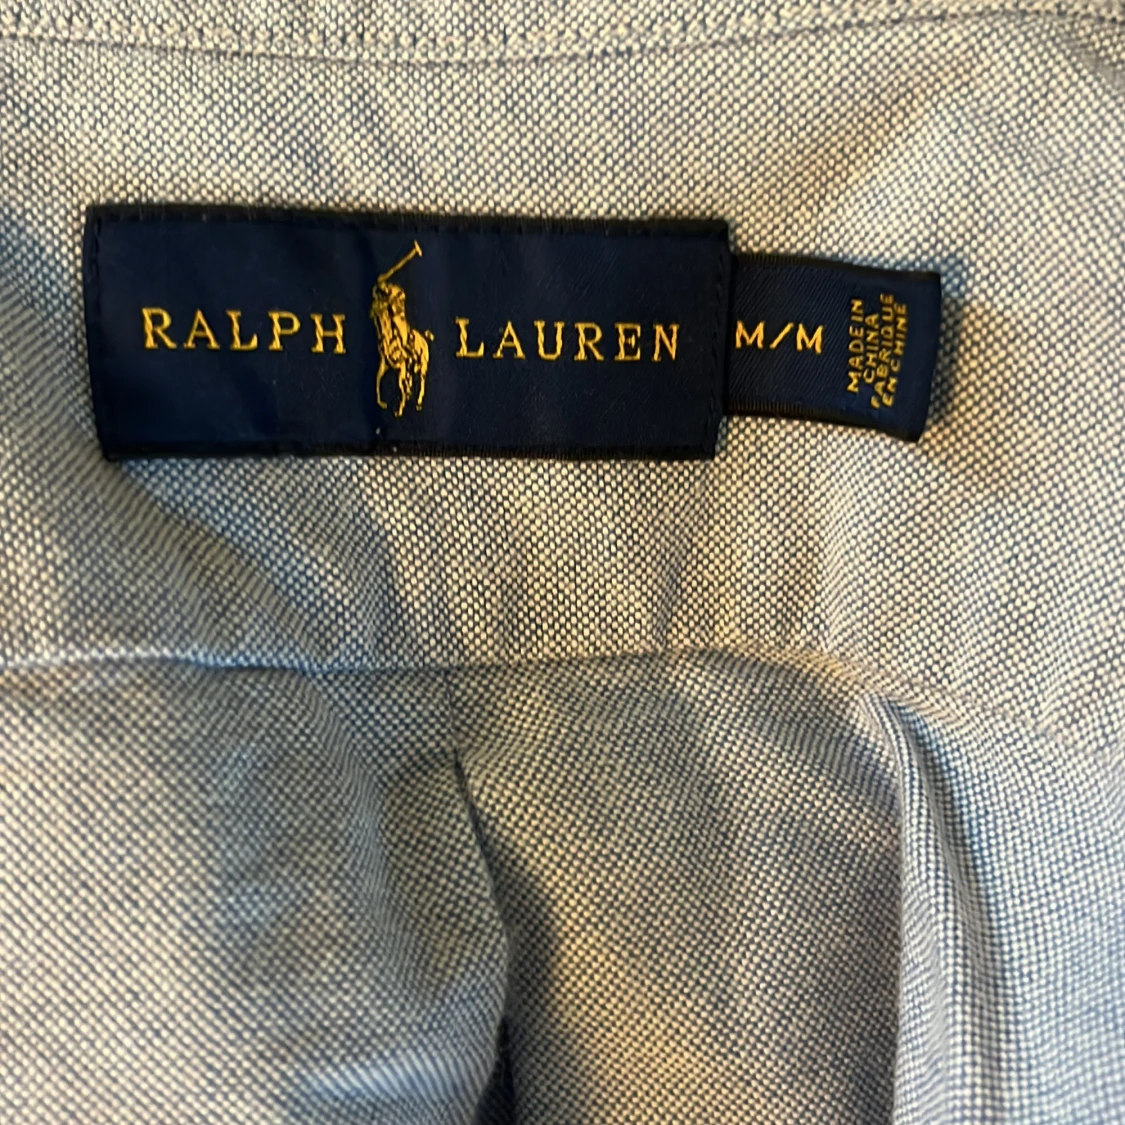 RALPH LAUREN
M/M
MADE IN
CHINA
FABRIQUE
EN CHINE